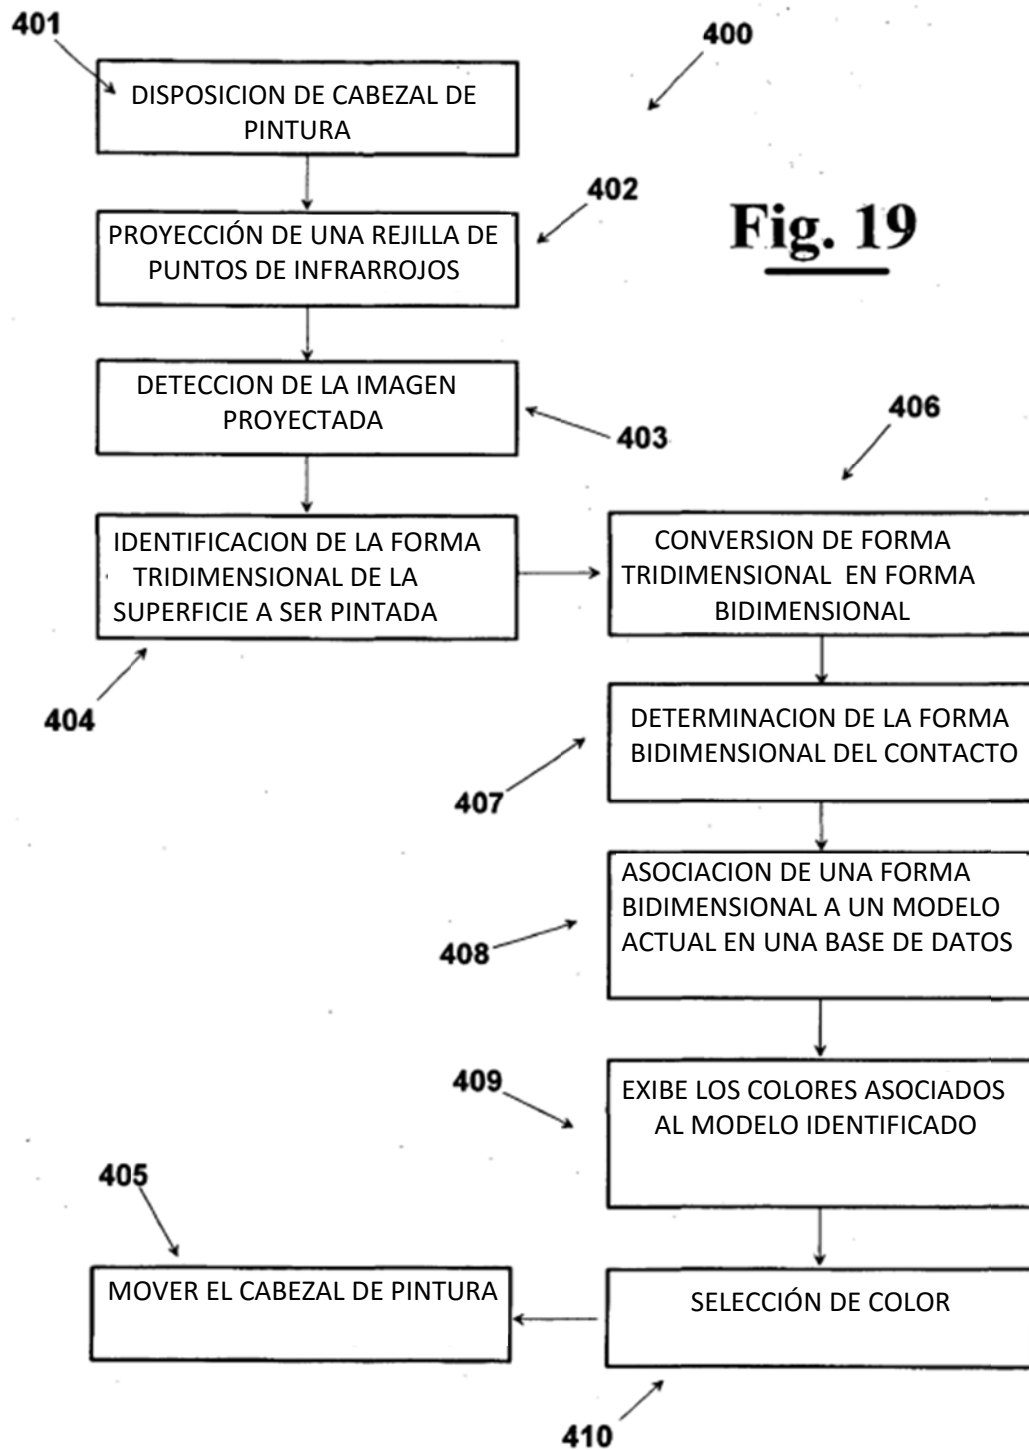 401
400
DISPOSICION DE CABEZAL DE
PINTURA
402
Fig. 19
PROYECCIÓN DE UNA REJILLA DE
PUNTOS DE INFRARROJOS
DETECCION DE LA IMAGEN
PROYECTADA
403
406
IDENTIFICACION DE LA FORMA
TRIDIMENSIONAL DE LA
SUPERFICIE A SER PINTADA
404
CONVERSION DE FORMA
TRIDIMENSIONAL EN FORMA
BIDIMENSIONAL
DETERMINACION DE LA FORMA
BIDIMENSIONAL DEL CONTACTO
407
ASOCIACION DE UNA FORMA
BIDIMENSIONAL A UN MODELO
ACTUAL EN UNA BASE DE DATOS
408
409
EXIBE LOS COLORES ASOCIADOS
AL MODELO IDENTIFICADO
405
MOVER EL CABEZAL DE PINTURA
SELECCIÓN DE COLOR
410